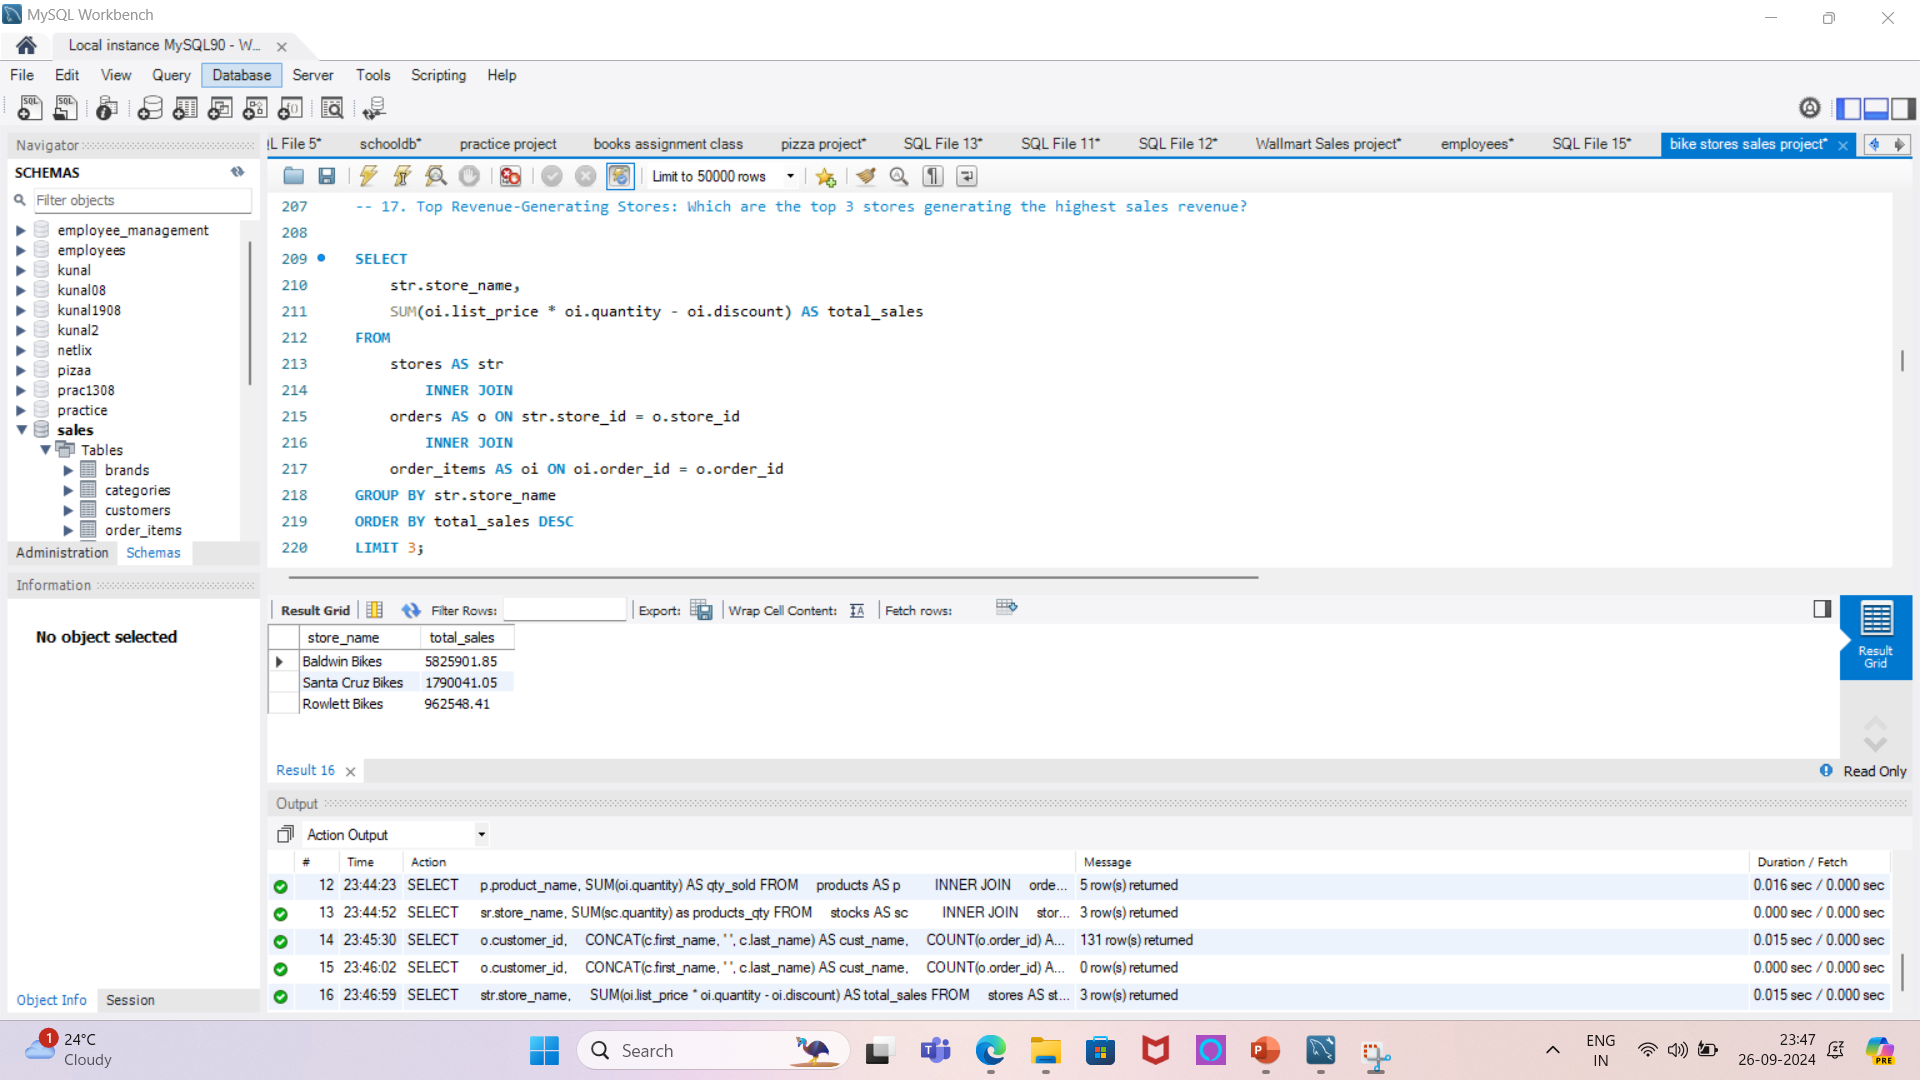 MySQL Workbench
Local instance MySQL90 - W...
File Edit View Query Database Server Tools Scripting Help
Navigator
L File 5* schooldb* practice project books assignment class pizza project* SQL File 13* SQL File 11* SQL File 12* Wallmart Sales project* employees* SQL File 15* bike stores sales project*
SCHEMAS
Limit to 50000 rows
Filter objects
employee_management
employees
kunal
kunal08
kunal1908
kunal2
netlix
pizaa
prac1308
practice
sales
Tables
brands
categories
customers
order_items
Administration Schemas
Information
No object selected
Object Info Session
207 -- 17. Top Revenue-Generating Stores: Which are the top 3 stores generating the highest sales revenue?
208
209 SELECT
210 str.store_name,
211 SUM(oi.list_price * oi.quantity - oi.discount) AS total_sales
212 FROM
213 stores AS str
214 INNER JOIN
215 orders AS o ON str.store_id = o.store_id
216 INNER JOIN
217 order_items AS oi ON oi.order_id = o.order_id
218 GROUP BY str.store_name
219 ORDER BY total_sales DESC
220 LIMIT 3;
Result Grid Filter Rows: Export: Wrap Cell Content: Fetch rows:
store_name total_sales
Baldwin Bikes 5825901.85
Santa Cruz Bikes 1790041.05
Rowlett Bikes 962548.41
Result Grid
Result 16
Read Only
Output
Action Output
# Time Action Message Duration / Fetch
12 23:44:23 SELECT p.product_name, SUM(oi.quantity) AS qty_sold FROM products AS p INNER JOIN orde... 5 row(s) returned 0.016 sec / 0.000 sec
13 23:44:52 SELECT sr.store_name, SUM(sc.quantity) as products_qty FROM stocks AS sc INNER JOIN stor... 3 row(s) returned 0.000 sec / 0.000 sec
14 23:45:30 SELECT o.customer_id, CONCAT(c.first_name, ' ', c.last_name) AS cust_name, COUNT(o.order_id) A... 131 row(s) returned 0.015 sec / 0.000 sec
15 23:46:02 SELECT o.customer_id, CONCAT(c.first_name, ' ', c.last_name) AS cust_name, COUNT(o.order_id) A... 0 row(s) returned 0.000 sec / 0.000 sec
16 23:46:59 SELECT str.store_name, SUM(oi.list_price * oi.quantity - oi.discount) AS total_sales FROM stores AS st... 3 row(s) returned 0.015 sec / 0.000 sec
1
24°C
Cloudy
Search
ENG
IN
23:47
26-09-2024
PRE